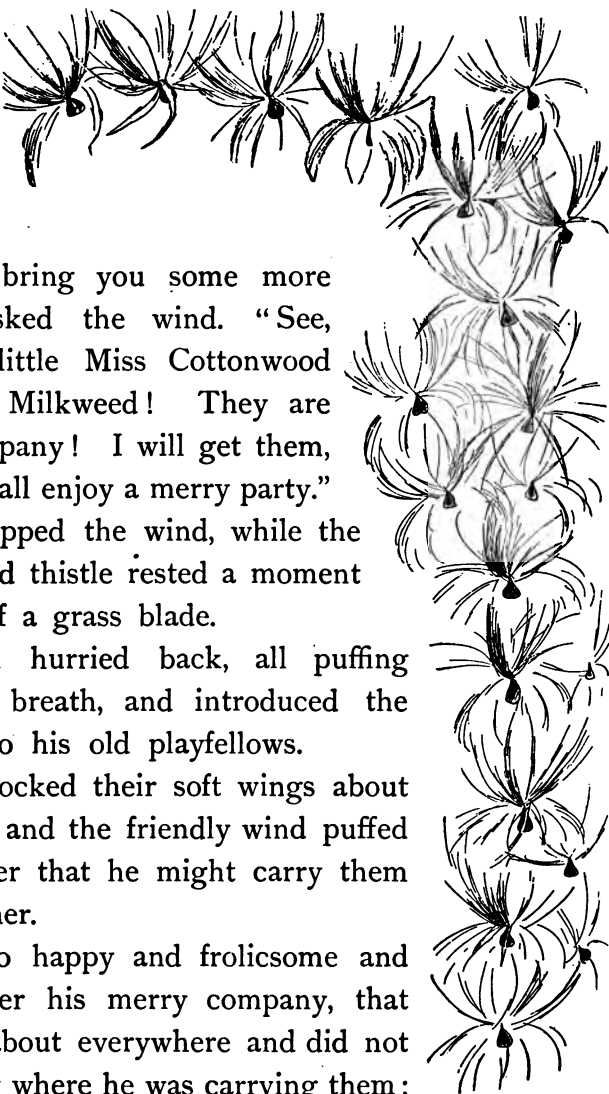 bring you some more
sked the wind. “See,
little Miss Cottonwood
Milkweed! They are
pany! I will get them,
all enjoy a merry party.”
pped the wind, while the
d thistle rested a moment
f a grass blade.
hurried back, all puffing
breath, and introduced the
o his old playfellows.
ocked their soft wings about
and the friendly wind puffed
er that he might carry them
her.
o happy and frolicsome and
er his merry company, that
about everywhere and did not
where he was carrying them: